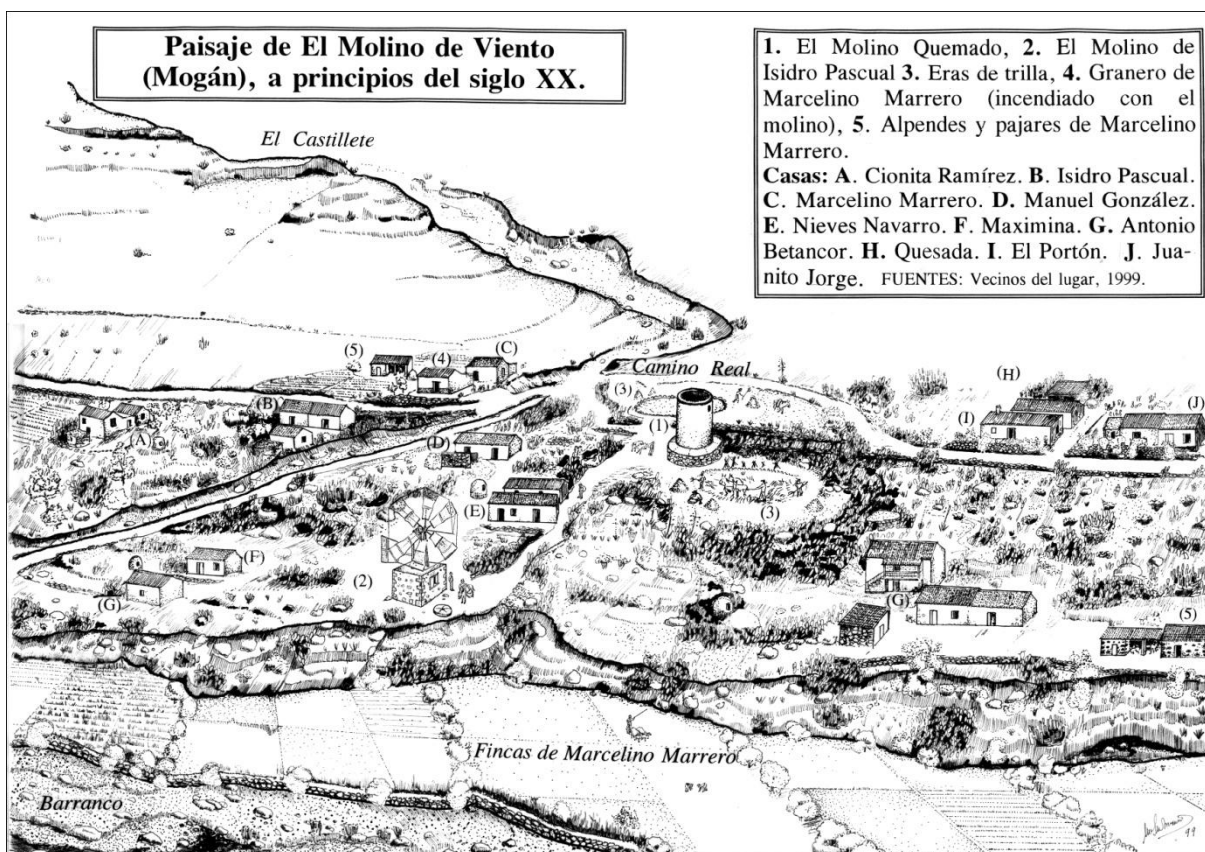 Paisaje de El Molino de Viento
(Mogán), a principios del siglo XX.
1. El Molino Quemado, 2. El Molino de
Isidro Pascual 3. Eras de trilla, 4. Granero de
Marcelino Marrero (incendiado con el
molino), 5. Alpendes y pajares de Marcelino
Marrero.
Casas: A. Cionita Ramírez. B. Isidro Pascual.
C. Marcelino Marrero. D. Manuel González.
E. Nieves Navarro. F. Maximina. G. Antonio
Betancor. H. Quesada. I. El Portón. J. Jua-
nito Jorge. FUENTES: Vecinos del lugar, 1999.
El Castillete
(5)
(4)
(C)
Camino Real
(H)
(3)
(B)
(A)
(1)
(I)
(J)
(D)
(E)
(3)
(F)
(2)
(G)
(G)
(5)
Fincas de Marcelino Marrero
Barranco